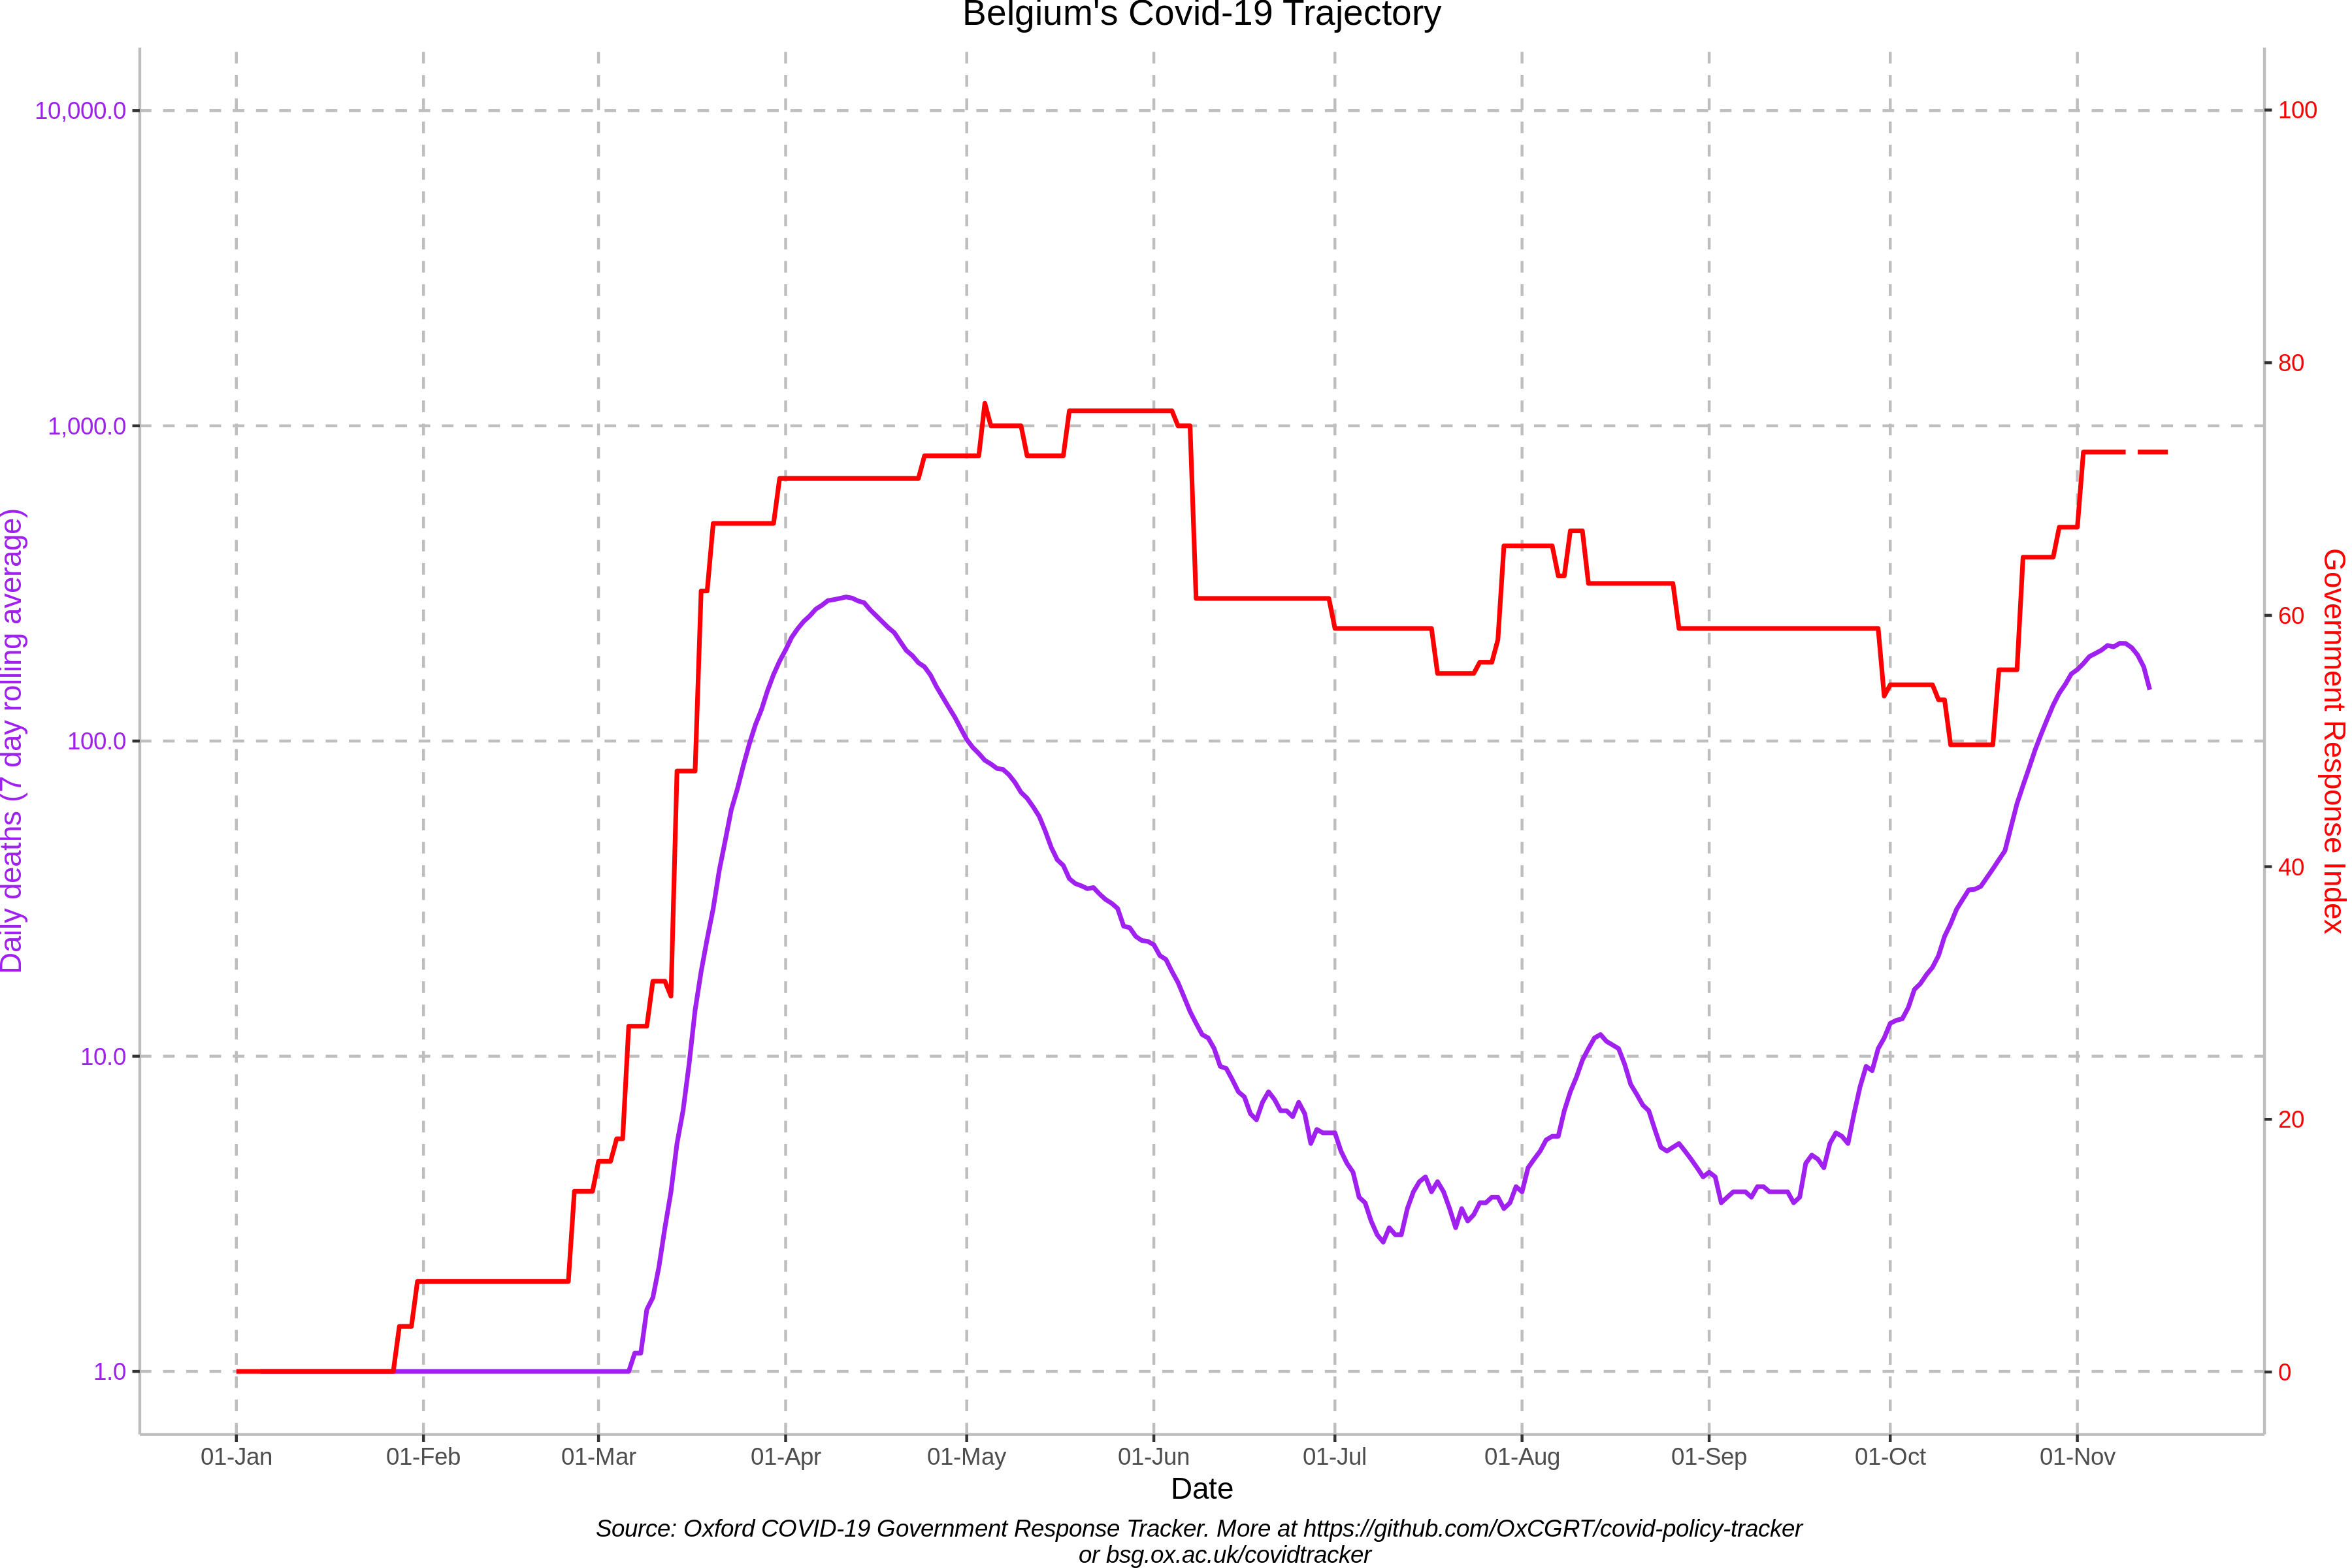 Belgium's Covid-19 Trajectory
Daily deaths (7 day rolling average)
10,000.0
1,000.0
100.0
10.0
1.0
100
80
60
40
20
0
Government Response Index
01-Jan
01-Feb
01-Mar
01-Apr
01-May
01-Jun
01-Jul
01-Aug
01-Sep
01-Oct
01-Nov
Date
Source: Oxford COVID-19 Government Response Tracker. More at https://github.com/OxCGRT/covid-policy-tracker
or bsg.ox.ac.uk/covidtracker